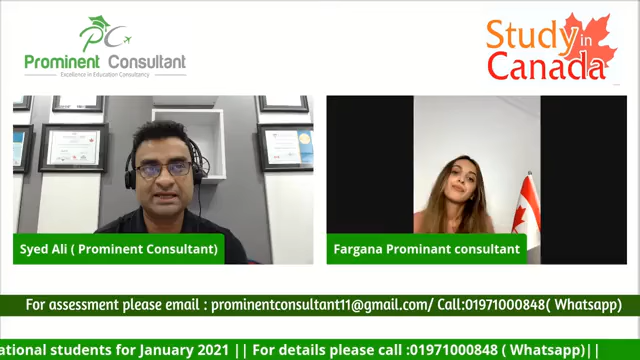 PC
Prominent Consultant
Excellence in Education Consultancy
Study in
Canada
Syed Ali ( Prominent Consultant)
Fargana Prominant consultant
For assessment please email : prominentconsultant11@gmail.com/ Call:01971000848( Whatsapp)
ational students for January 2021 || For details please call :01971000848 ( Whatsapp)||